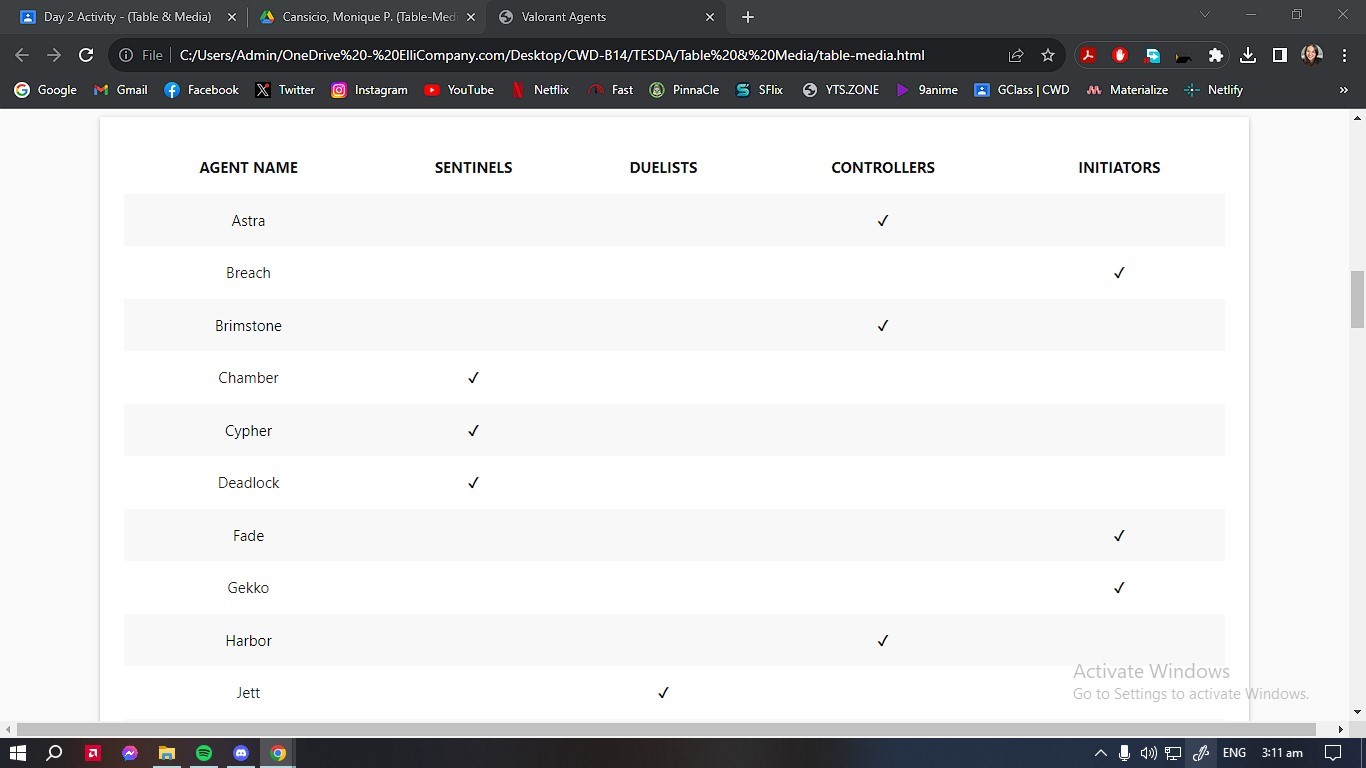 Day 2 Activity - (Table & Media)
Cansicio, Monique P. (Table-Med
Valorant Agents
File
C:/Users/Admin/OneDrive%20-%20ElliCompany.com/Desktop/CWD-B14/TESDA/Table%20&%20Media/table-media.html
Google Gmail Facebook Twitter Instagram YouTube Netflix Fast PinnaCle SFlix YTS.ZONE 9anime GClass | CWD Materialize Netlify »
AGENT NAME SENTINELS DUELISTS CONTROLLERS INITIATORS
Astra ✓
Breach ✓
Brimstone ✓
Chamber ✓
Cypher ✓
Deadlock ✓
Fade ✓
Gekko ✓
Harbor ✓
Jett ✓
Activate Windows
Go to Settings to activate Windows.
ENG 3:11 am